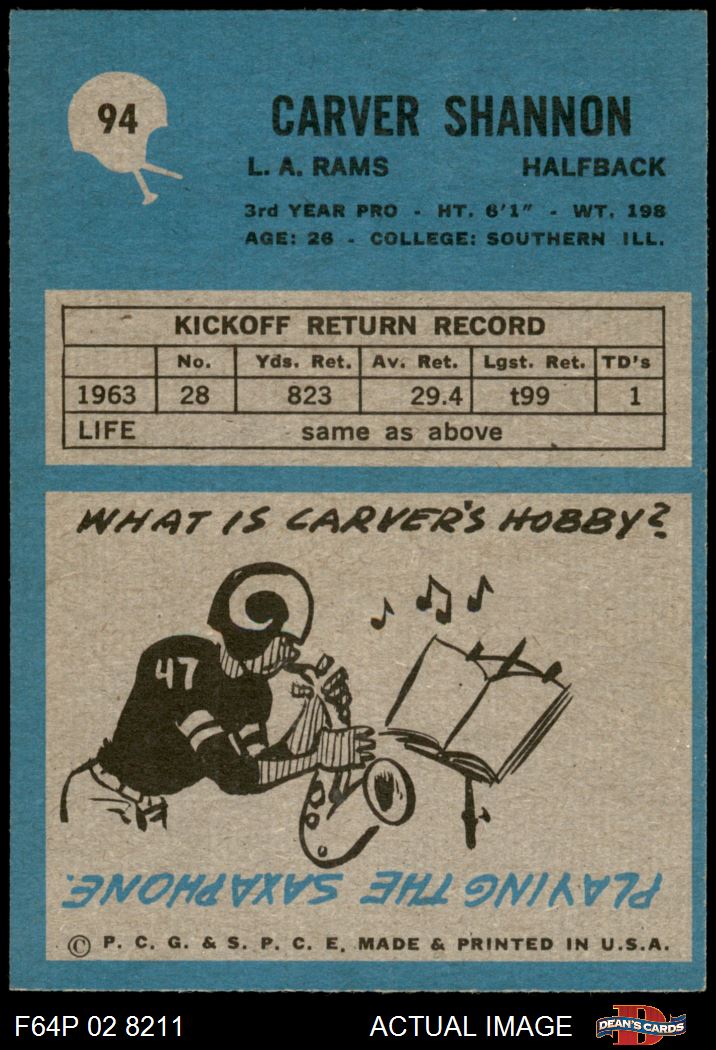 94
CARVER SHANNON
L. A. RAMS HALFBACK
3rd YEAR PRO - HT. 6'1" - WT. 198
AGE: 26 - COLLEGE: SOUTHERN ILL.
KICKOFF RETURN RECORD
No. Yds. Ret. Av. Ret. Lgst. Ret. TD's
1963 28 823 29.4 t99 1
LIFE same as above
WHAT IS CARVER'S HOBBY?
47
PLAYING THE SAXAPHONE.
© P. C. G. & S. P. C. E. MADE & PRINTED IN U.S.A.
F64P 02 8211 ACTUAL IMAGE D DEAN'S CARDS